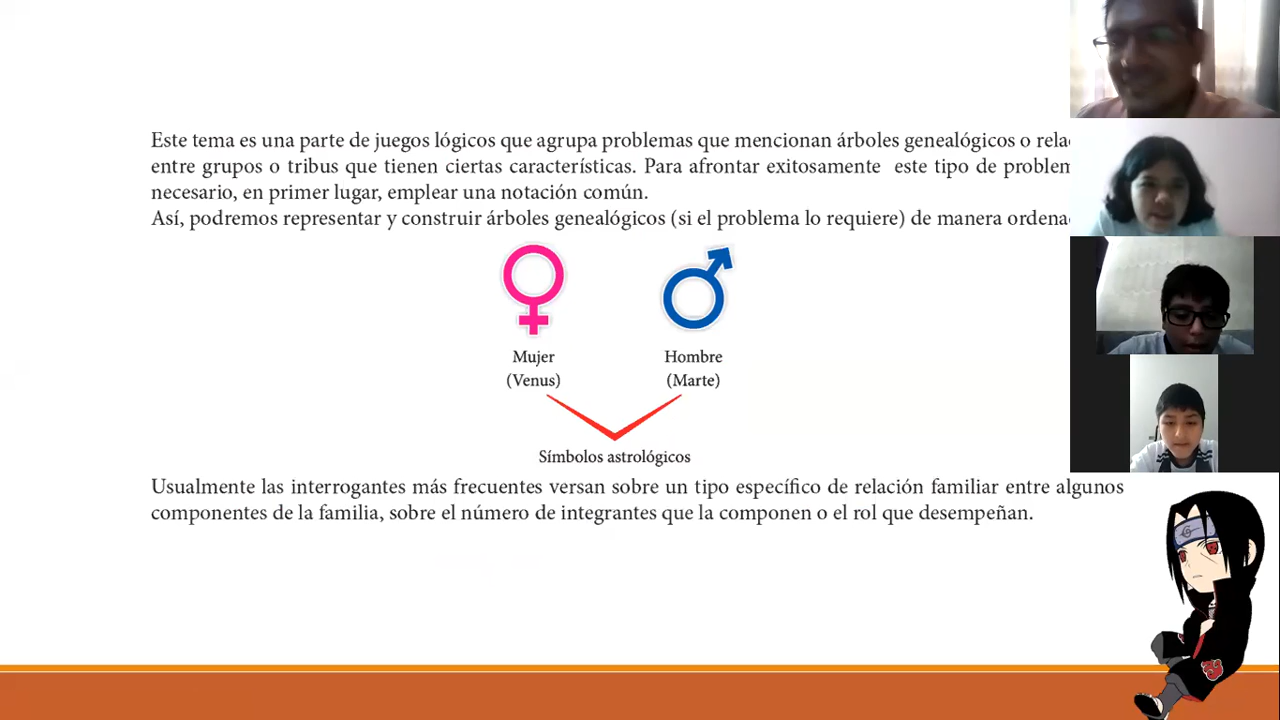 Este tema es una parte de juegos lógicos que agrupa problemas que mencionan árboles genealógicos o
entre grupos o tribus que tienen ciertas características. Para afrontar exitosamente este tipo de
necesario, en primer lugar, emplear una notación común.
Así, podremos representar y construir árboles genealógicos (si el problema lo requiere) de manera
Mujer Hombre
(Venus) (Marte)
Símbolos astrológicos
Usualmente las interrogantes más frecuentes versan sobre un tipo específico de relación familiar entre algunos
componentes de la familia, sobre el número de integrantes que la componen o el rol que desempeñan.